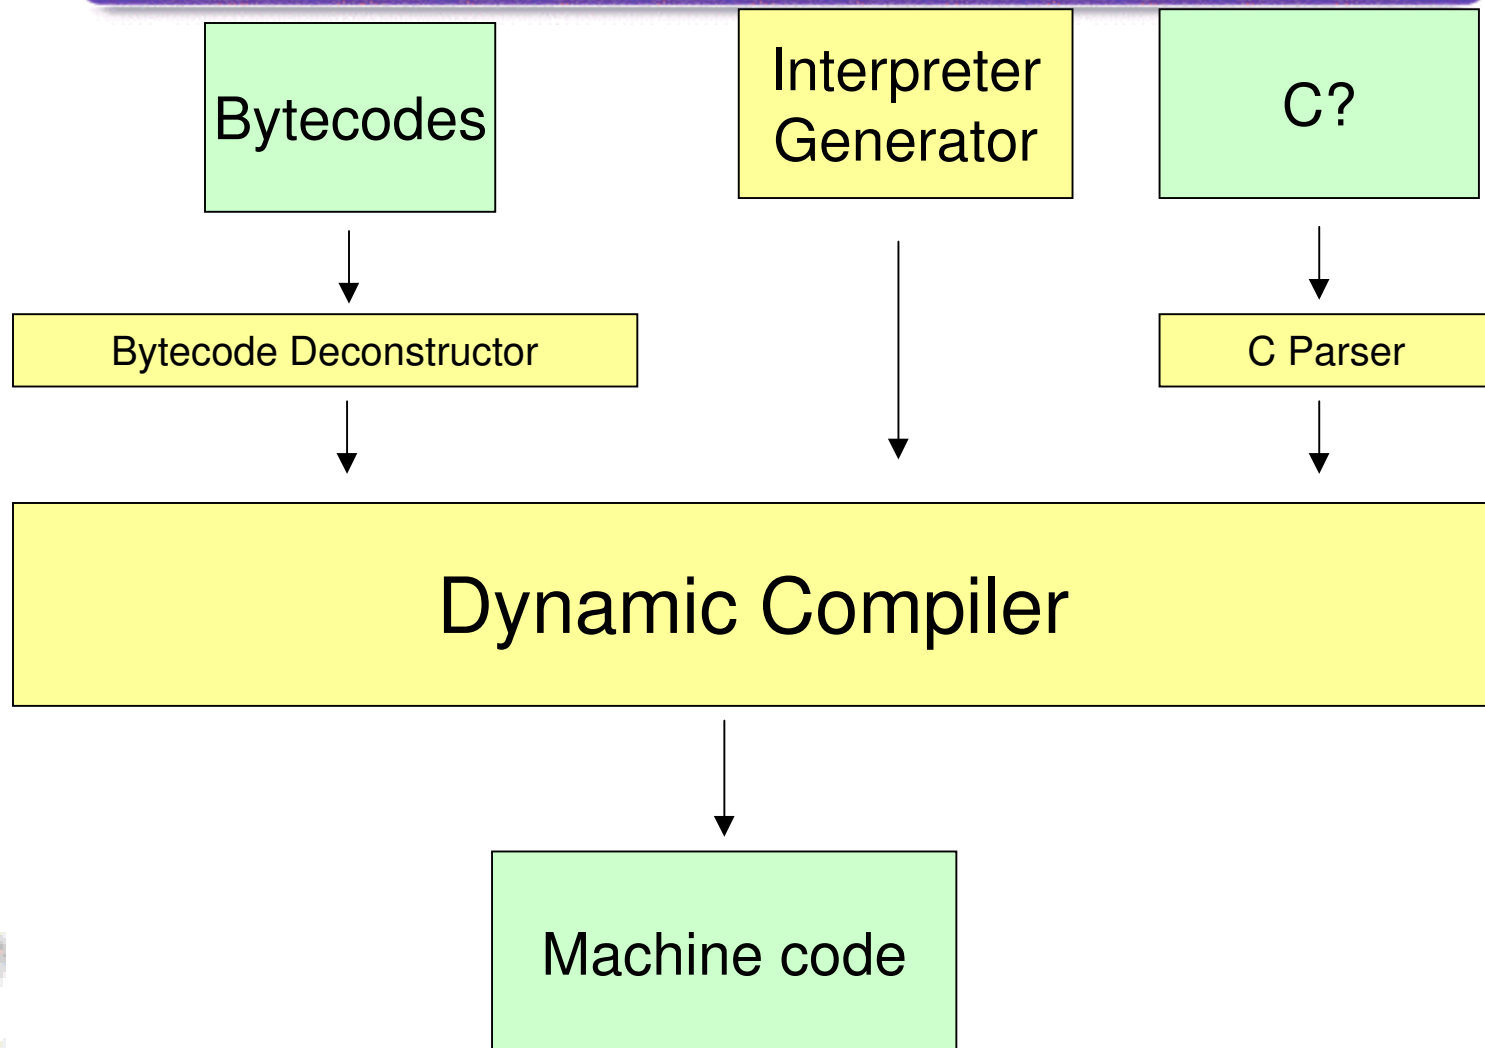 Bytecodes
Interpreter
Generator
C?
Bytecode Deconstructor
C Parser
Dynamic Compiler
Machine code